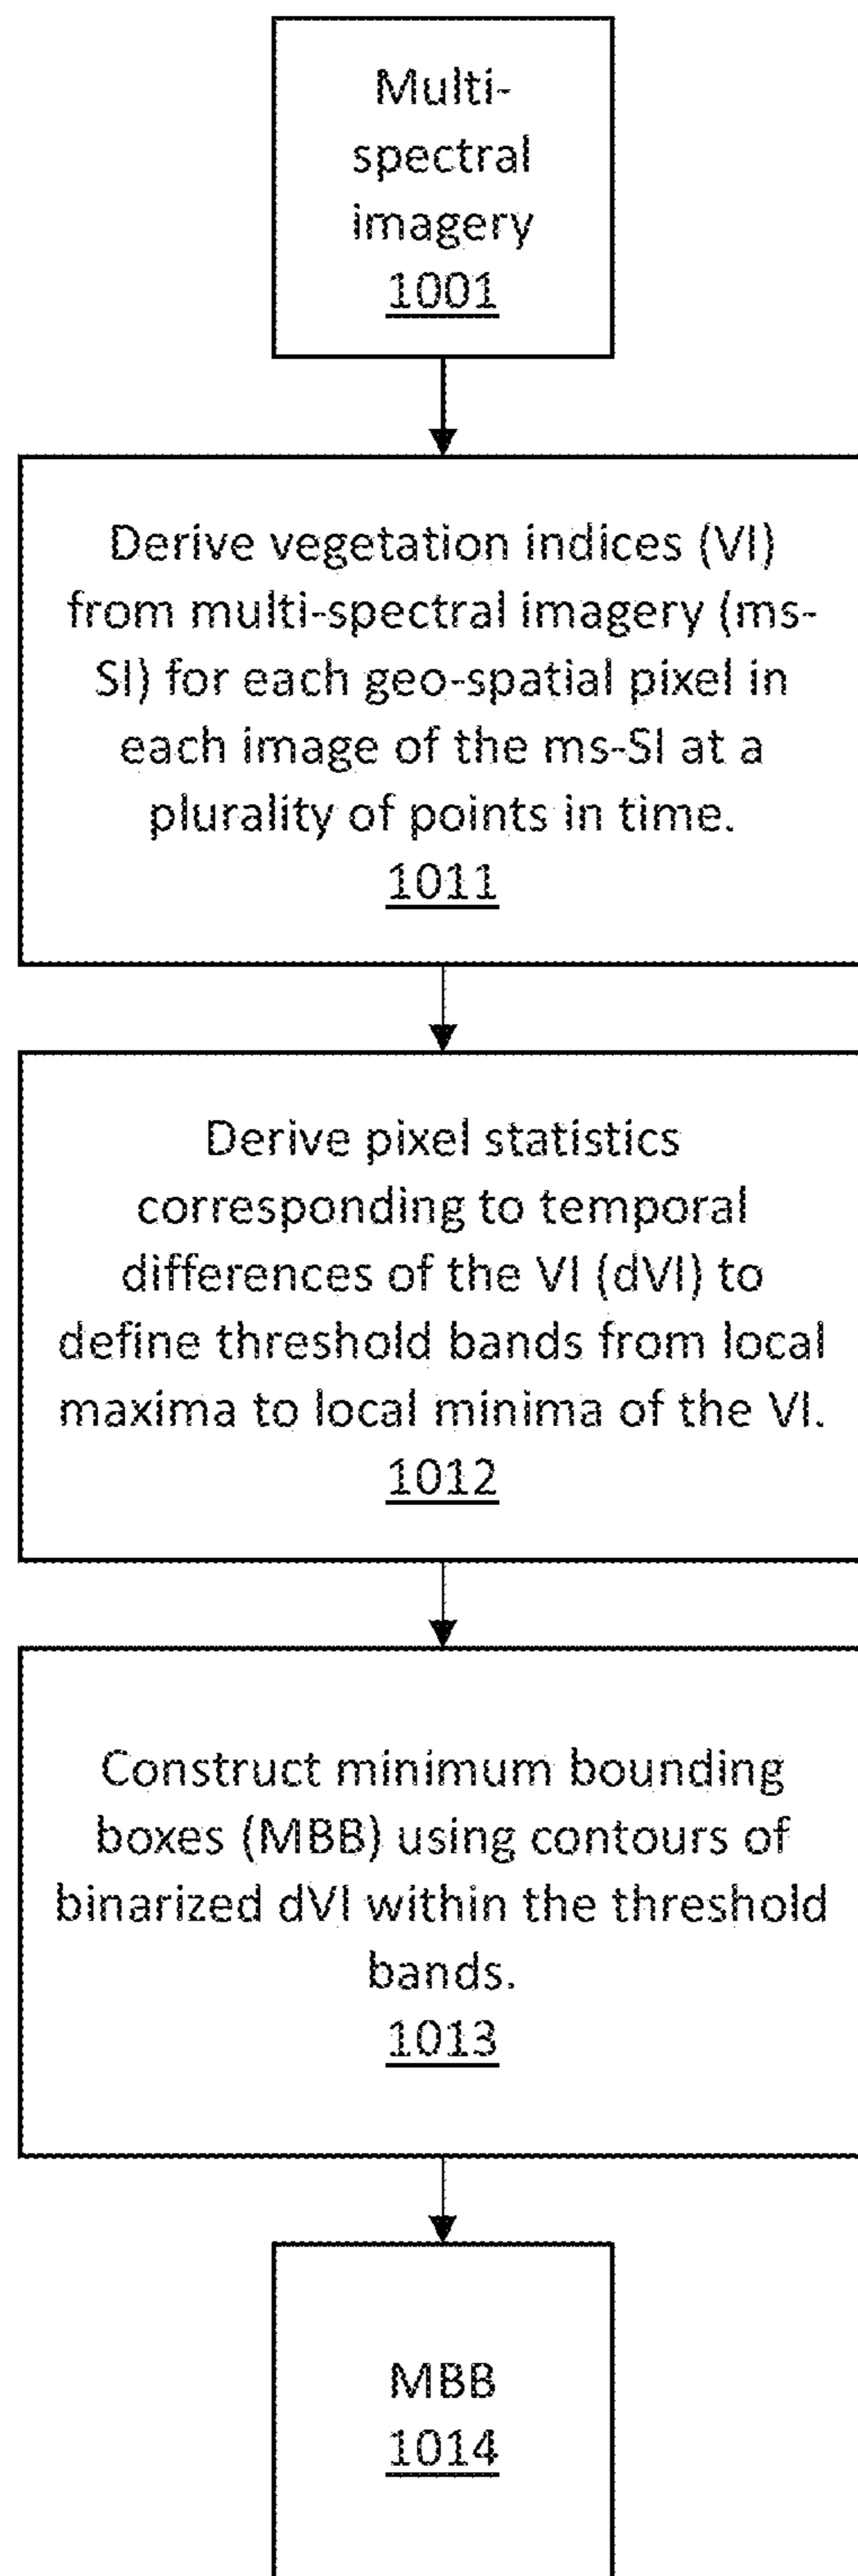 Multi-
spectral
imagery
1001
Derive vegetation indices (VI)
from multi-spectral imagery (ms-
SI) for each geo-spatial pixel in
each image of the ms-SI at a
plurality of points in time.
1011
Derive pixel statistics
corresponding to temporal
differences of the VI (dVI) to
define threshold bands from local
maxima to local minima of the VI.
1012
Construct minimum bounding
boxes (MBB) using contours of
binarized dVI within the threshold
bands.
1013
MBB
1014